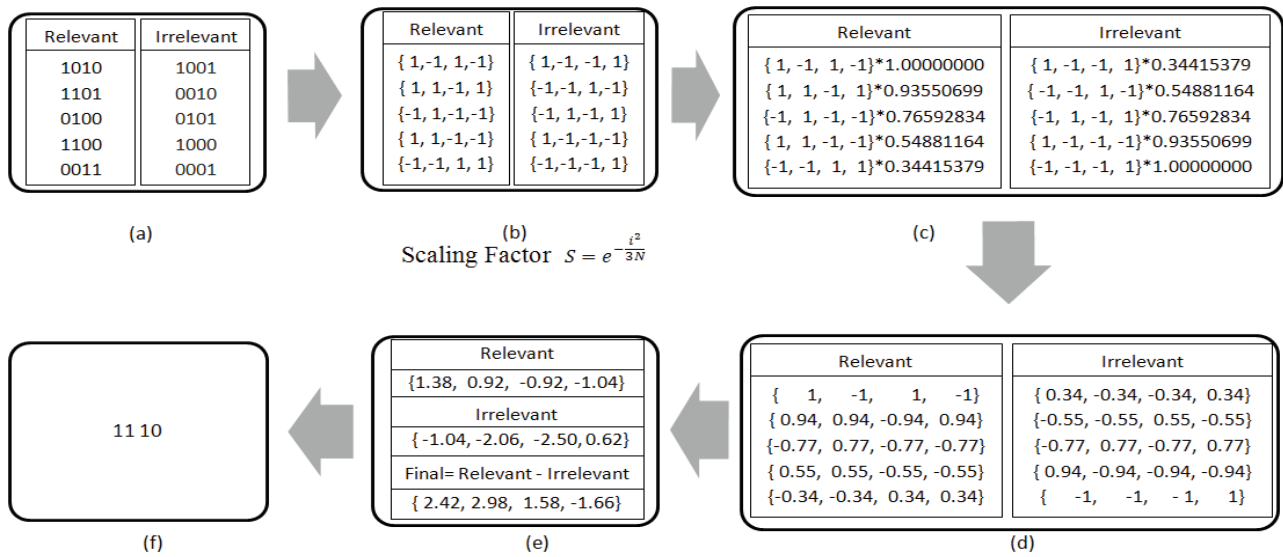 Relevant Irrelevant
1010 1001
1101 0010
0100 0101
1100 1000
0011 0001
(a)
Relevant Irrelevant
{ 1,-1, 1,-1} { 1,-1, -1, 1}
{ 1, 1,-1, 1} {-1,-1, 1,-1}
{-1, 1,-1,-1} {-1, 1,-1, 1}
{ 1, 1,-1,-1} { 1,-1,-1,-1}
{-1,-1, 1, 1} {-1,-1,-1, 1}
(b)
Scaling Factor S = e^{-\frac{i^2}{3N}}
Relevant Irrelevant
{ 1, -1, 1, -1}*1.00000000 { 1, -1, -1, 1}*0.34415379
{ 1, 1, -1, 1}*0.93550699 { -1, -1, 1, -1}*0.54881164
{-1, 1, -1, -1}*0.76592834 {-1, 1, -1, 1}*0.76592834
{ 1, 1, -1, -1}*0.54881164 { 1, -1, -1, -1}*0.93550699
{-1, -1, 1, 1}*0.34415379 {-1, -1, -1, 1}*1.00000000
(c)
Relevant Irrelevant
{ 1, -1, 1, -1} { 0.34, -0.34, -0.34, 0.34}
{ 0.94, 0.94, -0.94, 0.94} {-0.55, -0.55, 0.55, -0.55}
{-0.77, 0.77, -0.77, -0.77} {-0.77, 0.77, -0.77, 0.77}
{ 0.55, 0.55, -0.55, -0.55} { 0.94, -0.94, -0.94, -0.94}
{-0.34, -0.34, 0.34, 0.34} { -1, -1, - 1, 1}
(d)
Relevant
{1.38, 0.92, -0.92, -1.04}
Irrelevant
{ -1.04, -2.06, -2.50, 0.62}
Final= Relevant - Irrelevant
{ 2.42, 2.98, 1.58, -1.66}
(e)
11 10
(f)